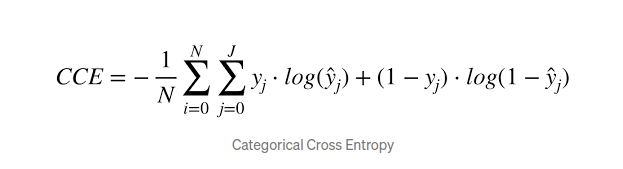 CCE = -\frac{1}{N}\sum_{i=0}^{N}\sum_{j=0}^{J} y_j \cdot log(\hat{y}_j) + (1 - y_j) \cdot log(1 - \hat{y}_j)
Categorical Cross Entropy